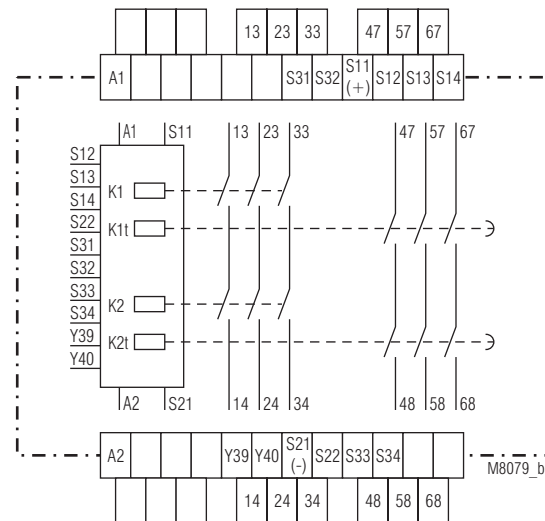 13 23 33 47 57 67
A1 S31 S32 S11 (+) S12 S13 S14
A1 S11 13 23 33 47 57 67
S12
S13
S14
S22
S31
S32
S33
S34
Y39
Y40
K1
K1t
K2
K2t
A2 S21 14 24 34 48 58 68
A2 Y39 Y40 S21 (-) S22 S33 S34
M8079_b
14 24 34 48 58 68